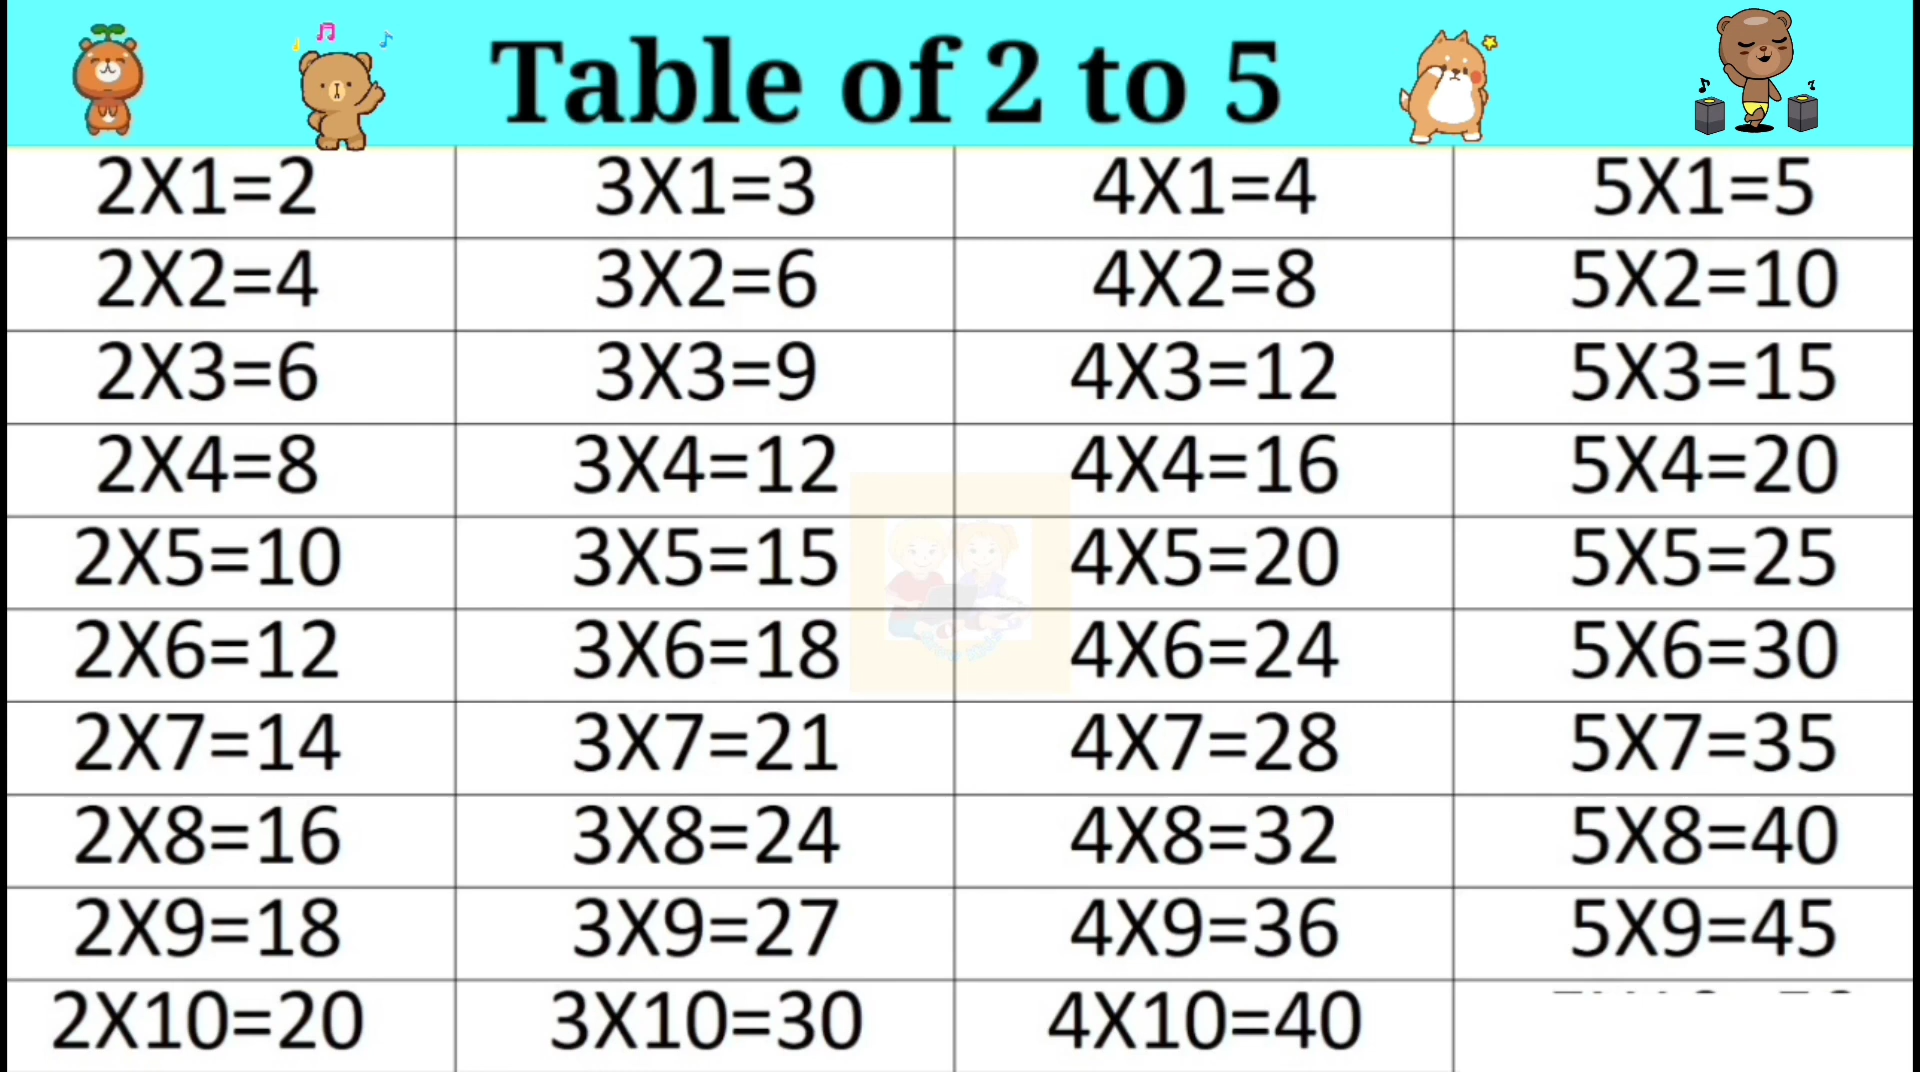 Table of 2 to 5
2X1=2 3X1=3 4X1=4 5X1=5
2X2=4 3X2=6 4X2=8 5X2=10
2X3=6 3X3=9 4X3=12 5X3=15
2X4=8 3X4=12 4X4=16 5X4=20
2X5=10 3X5=15 4X5=20 5X5=25
2X6=12 3X6=18 4X6=24 5X6=30
2X7=14 3X7=21 4X7=28 5X7=35
2X8=16 3X8=24 4X8=32 5X8=40
2X9=18 3X9=27 4X9=36 5X9=45
2X10=20 3X10=30 4X10=40